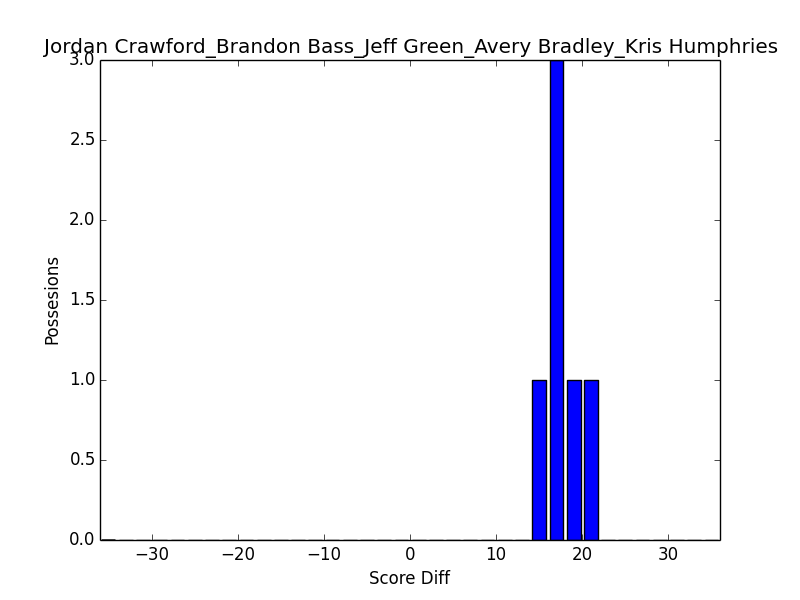 Jordan Crawford_Brandon Bass_Jeff Green_Avery Bradley_Kris Humphries
3.0
2.5
2.0
1.5
1.0
0.5
0.0
Possesions
−30 −20 −10 0 10 20 30
Score Diff